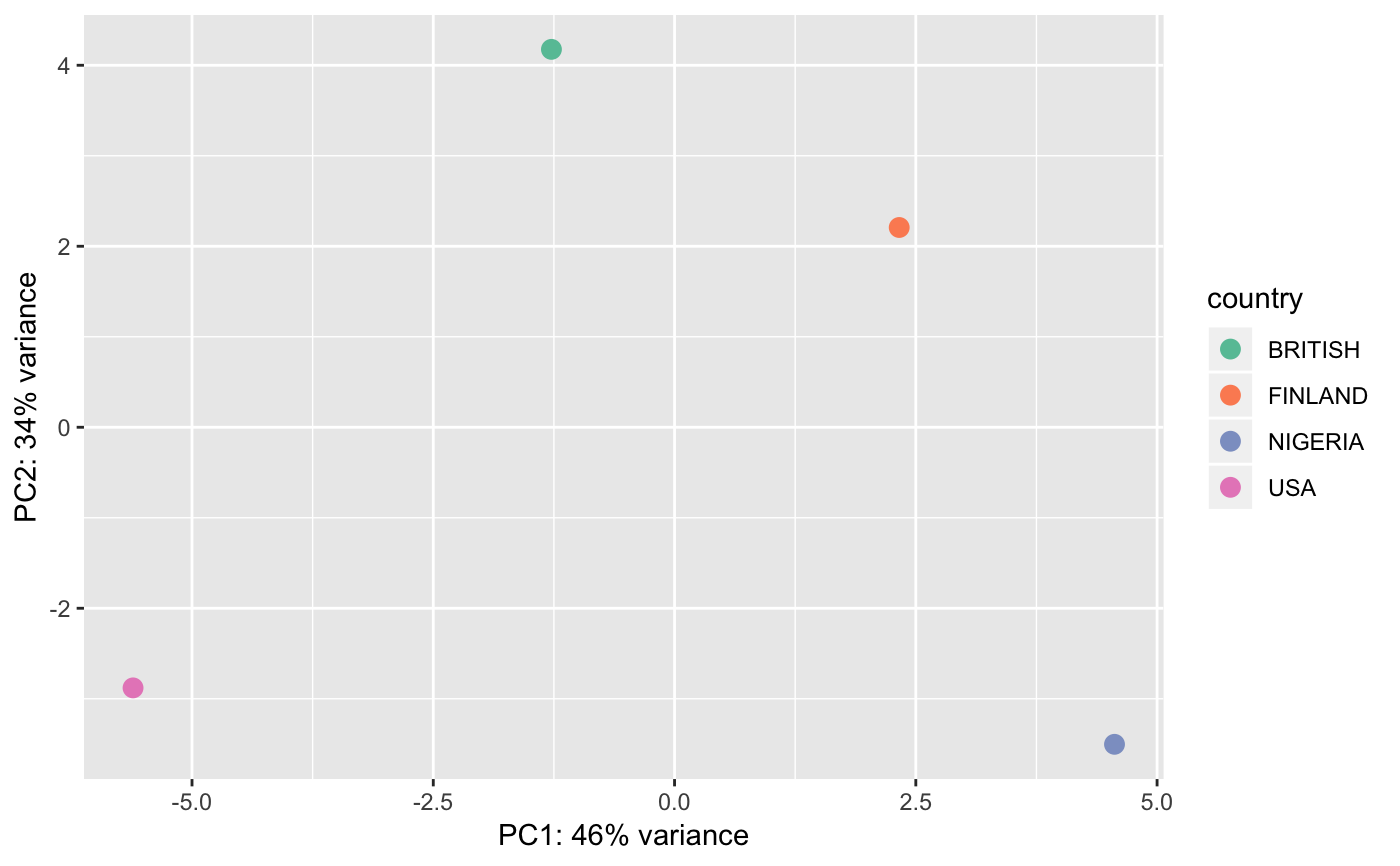 4
2
0
-2
PC2: 34% variance
-5.0
-2.5
0.0
2.5
5.0
PC1: 46% variance
country
BRITISH
FINLAND
NIGERIA
USA